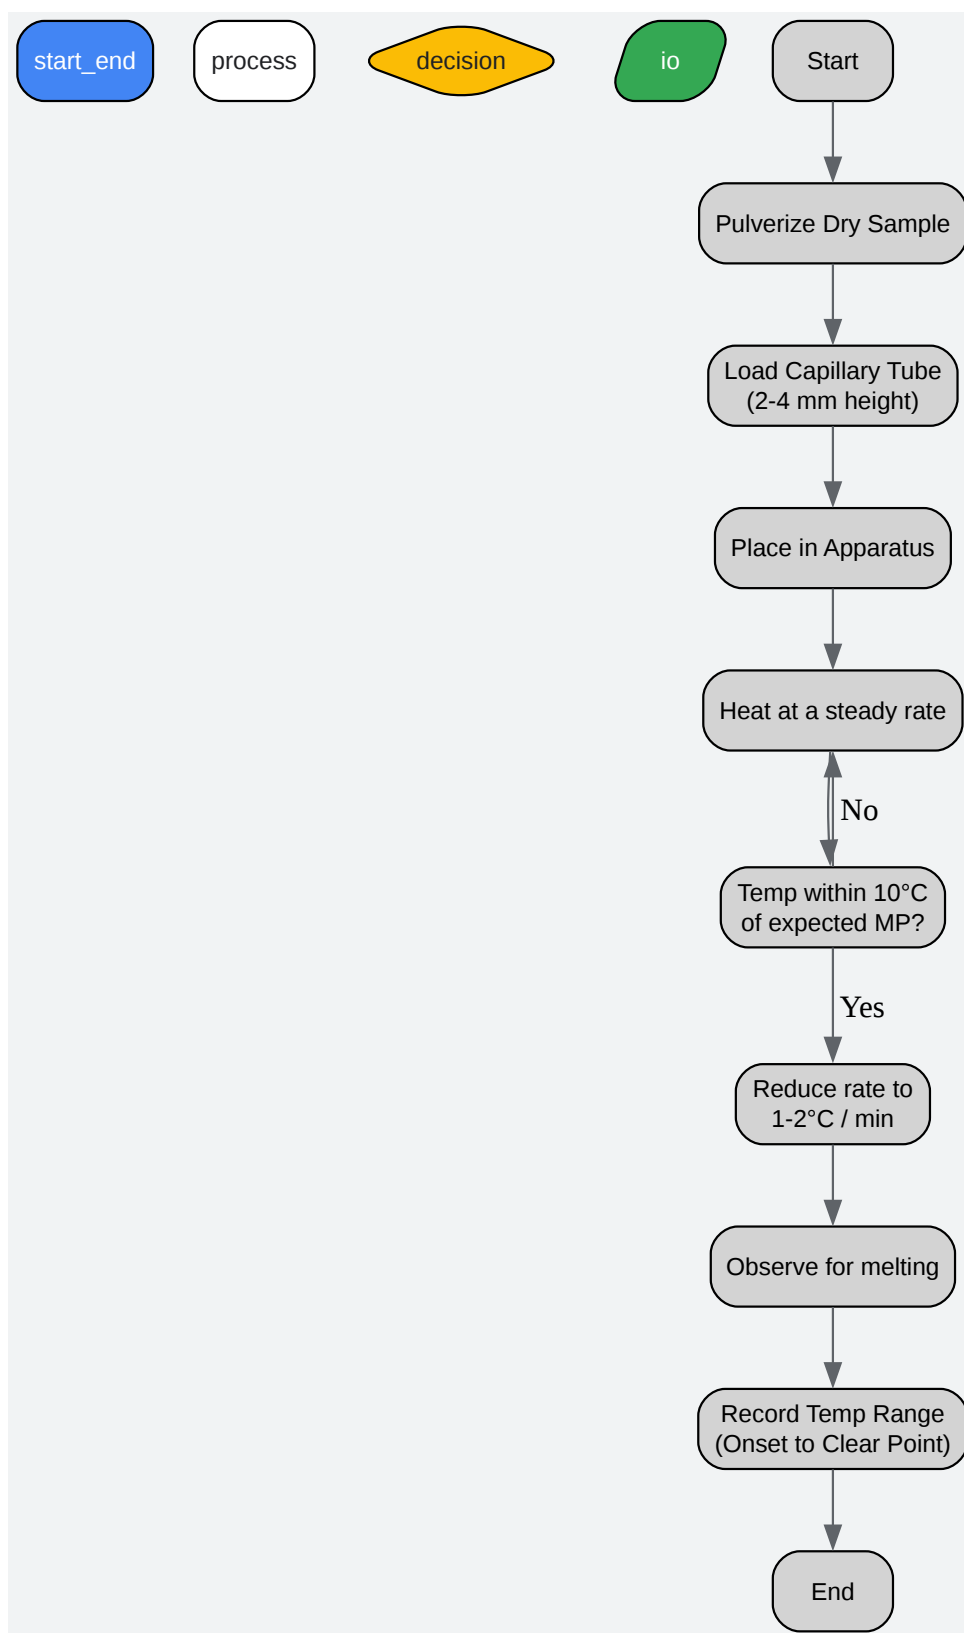 start_end
process
decision
io
Start
Pulverize Dry Sample
Load Capillary Tube
(2-4 mm height)
Place in Apparatus
Heat at a steady rate
No
Temp within 10°C
of expected MP?
Yes
Reduce rate to
1-2°C / min
Observe for melting
Record Temp Range
(Onset to Clear Point)
End